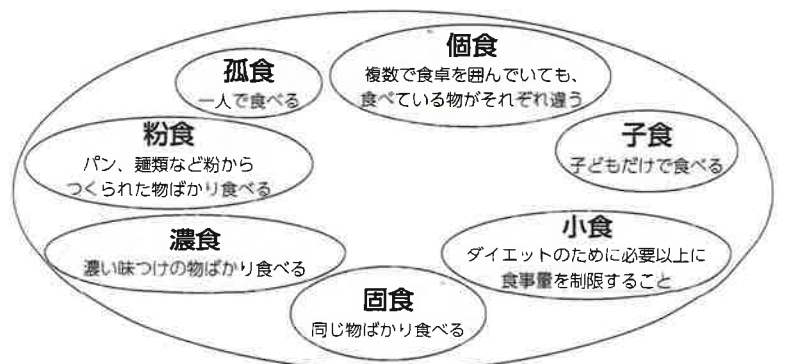 孤食
一人で食べる
個食
複数で食卓を囲んでいても、
食べている物がそれぞれ違う
粉食
パン、麺類など粉から
つくられた物ばかり食べる
子食
子どもだけで食べる
濃食
濃い味つけの物ばかり食べる
小食
ダイエットのために必要以上に
食事量を制限すること
固食
同じ物ばかり食べる